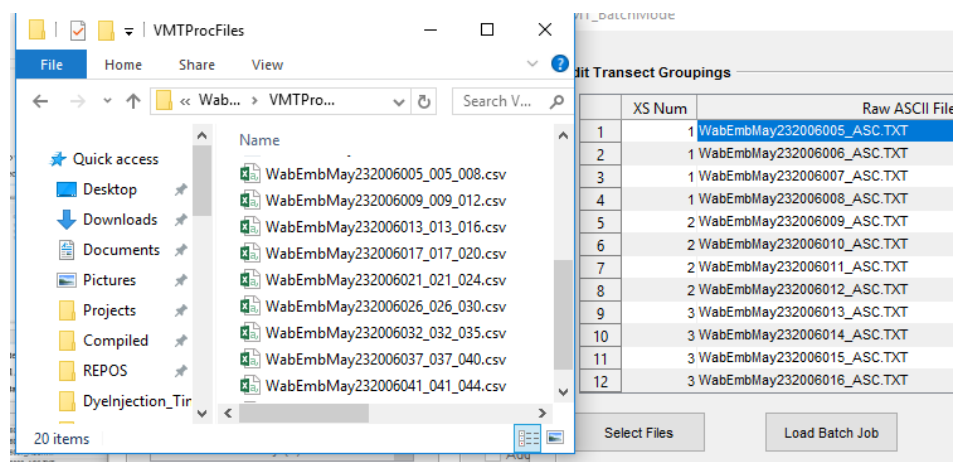 VMTProcFiles
File Home Share View
« Wab... > VMTPro... Search V...
Quick access
Desktop
Downloads
Documents
Pictures
Projects
Compiled
REPOS
DyeInjection_Tir
Name
WabEmbMay232006005_005_008.csv
WabEmbMay232006009_009_012.csv
WabEmbMay232006013_013_016.csv
WabEmbMay232006017_017_020.csv
WabEmbMay232006021_021_024.csv
WabEmbMay232006026_026_030.csv
WabEmbMay232006032_032_035.csv
WabEmbMay232006037_037_040.csv
WabEmbMay232006041_041_044.csv
20 items
MT_BatchMode
dit Transect Groupings
XS Num Raw ASCII File
1 1 WabEmbMay232006005_ASC.TXT
2 1 WabEmbMay232006006_ASC.TXT
3 1 WabEmbMay232006007_ASC.TXT
4 1 WabEmbMay232006008_ASC.TXT
5 2 WabEmbMay232006009_ASC.TXT
6 2 WabEmbMay232006010_ASC.TXT
7 2 WabEmbMay232006011_ASC.TXT
8 2 WabEmbMay232006012_ASC.TXT
9 3 WabEmbMay232006013_ASC.TXT
10 3 WabEmbMay232006014_ASC.TXT
11 3 WabEmbMay232006015_ASC.TXT
12 3 WabEmbMay232006016_ASC.TXT
Select Files Load Batch Job